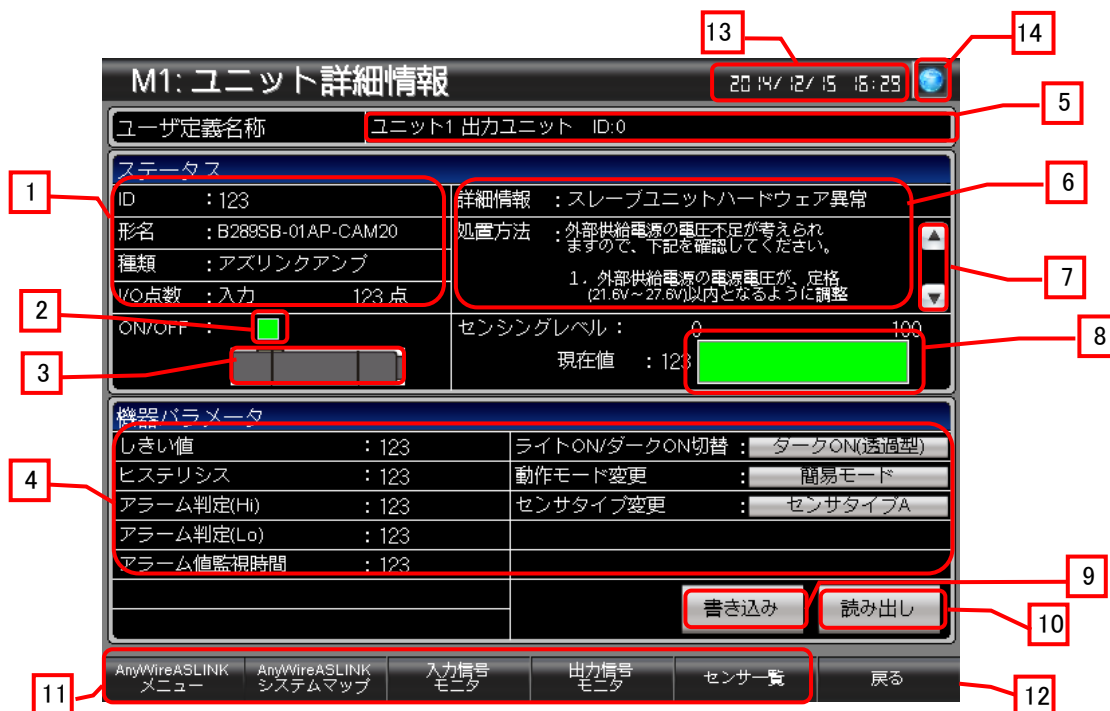 13
14
M1: ユニット詳細情報
2014/12/15 16:29
5
ユーザ定義名称
ユニット1 出力ユニット ID:0
ステータス
1
6
ID :123
詳細情報 :スレーブユニットハードウェア異常
形名 :B289SB-01AP-CAM20
処置方法 :外部供給電源の電圧不足が考えられ
ますので、下記を確認してください。
種類 :アズリンクアンプ
7
1．外部供給電源の電源電圧が、定格
(21.6V～27.6V)以内となるように調整
I/O点数 :入力 123 点
2
ON/OFF :
センシングレベル :
0 100
8
3
現在値 :123
機器パラメータ
しきい値 :123
ライトON/ダークON切替 : ダークON(透過型)
4
ヒステリシス :123
動作モード変更 : 簡易モード
アラーム判定(Hi) :123
センサタイプ変更 : センサタイプA
アラーム判定(Lo) :123
アラーム値監視時間 :123
9
書き込み
読み出し
10
11
AnyWireASLINK
メニュー
AnyWireASLINK
システムマップ
入力信号
モニタ
出力信号
モニタ
センサ一覧
戻る
12